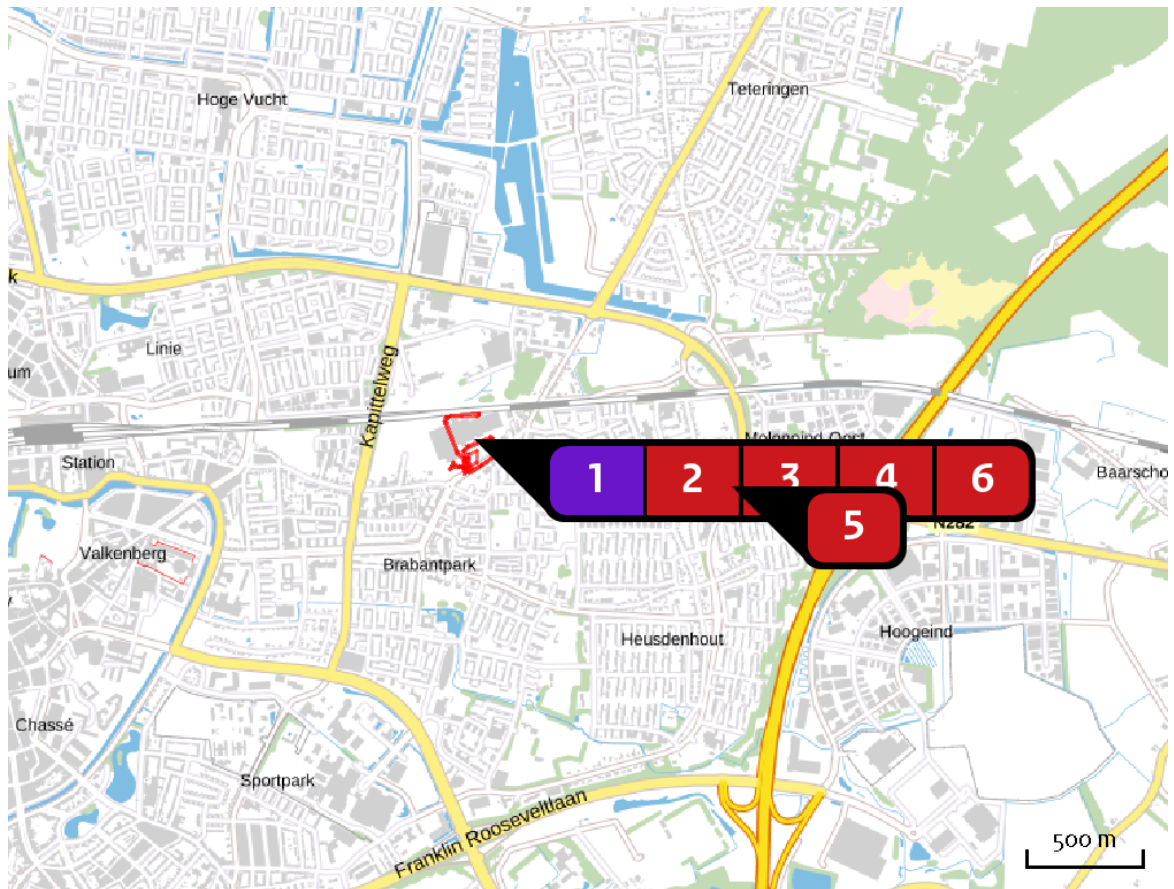 Teteringen
Hoge Vucht
k
Linie
um
Kapittelweg
1
2
3
4
6
Station
Baarscho
5
N282
Valkenberg
Brabantpark
Hoogeind
Heusdenhout
Chassé
Sportpark
Franklin Rooseveltlaan
500 m